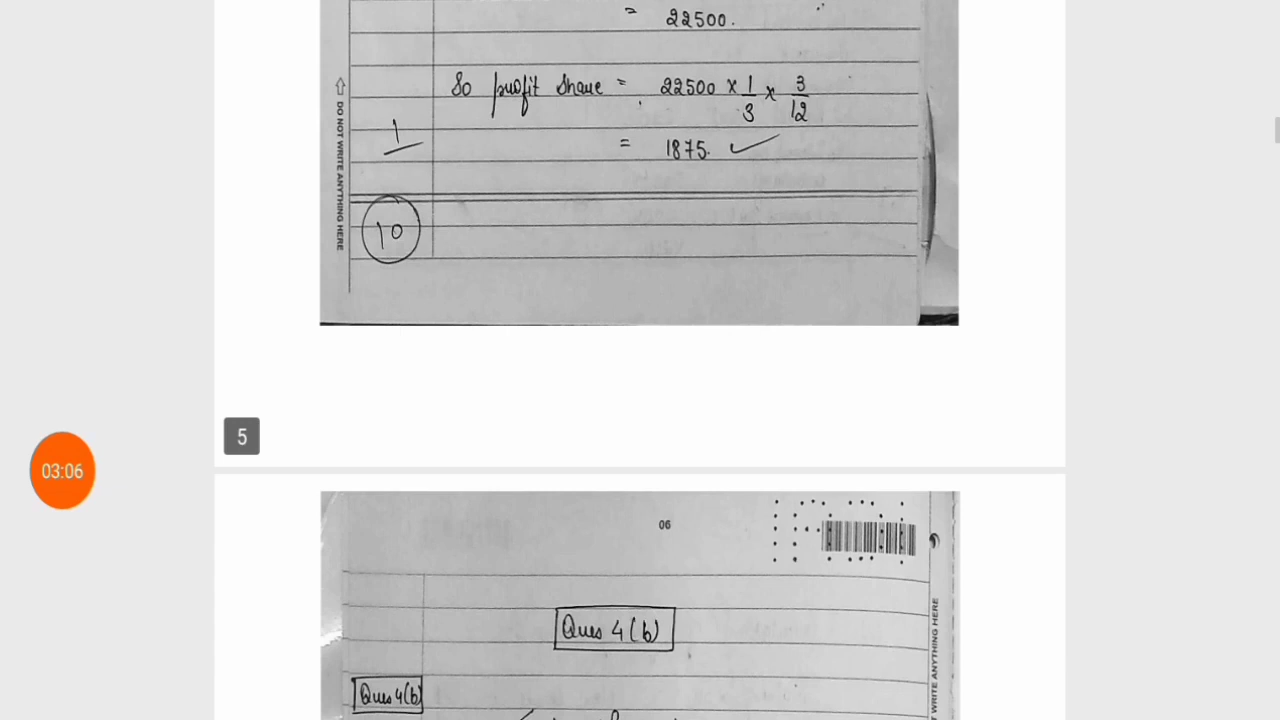 = 22500.
So profit share = 22500 × 1/3 × 3/12
1
= 1875.
10
DO NOT WRITE ANYTHING HERE
5
03:06
06
Ques 4(b)
Ques 4(b)
T WRITE ANYTHING HERE